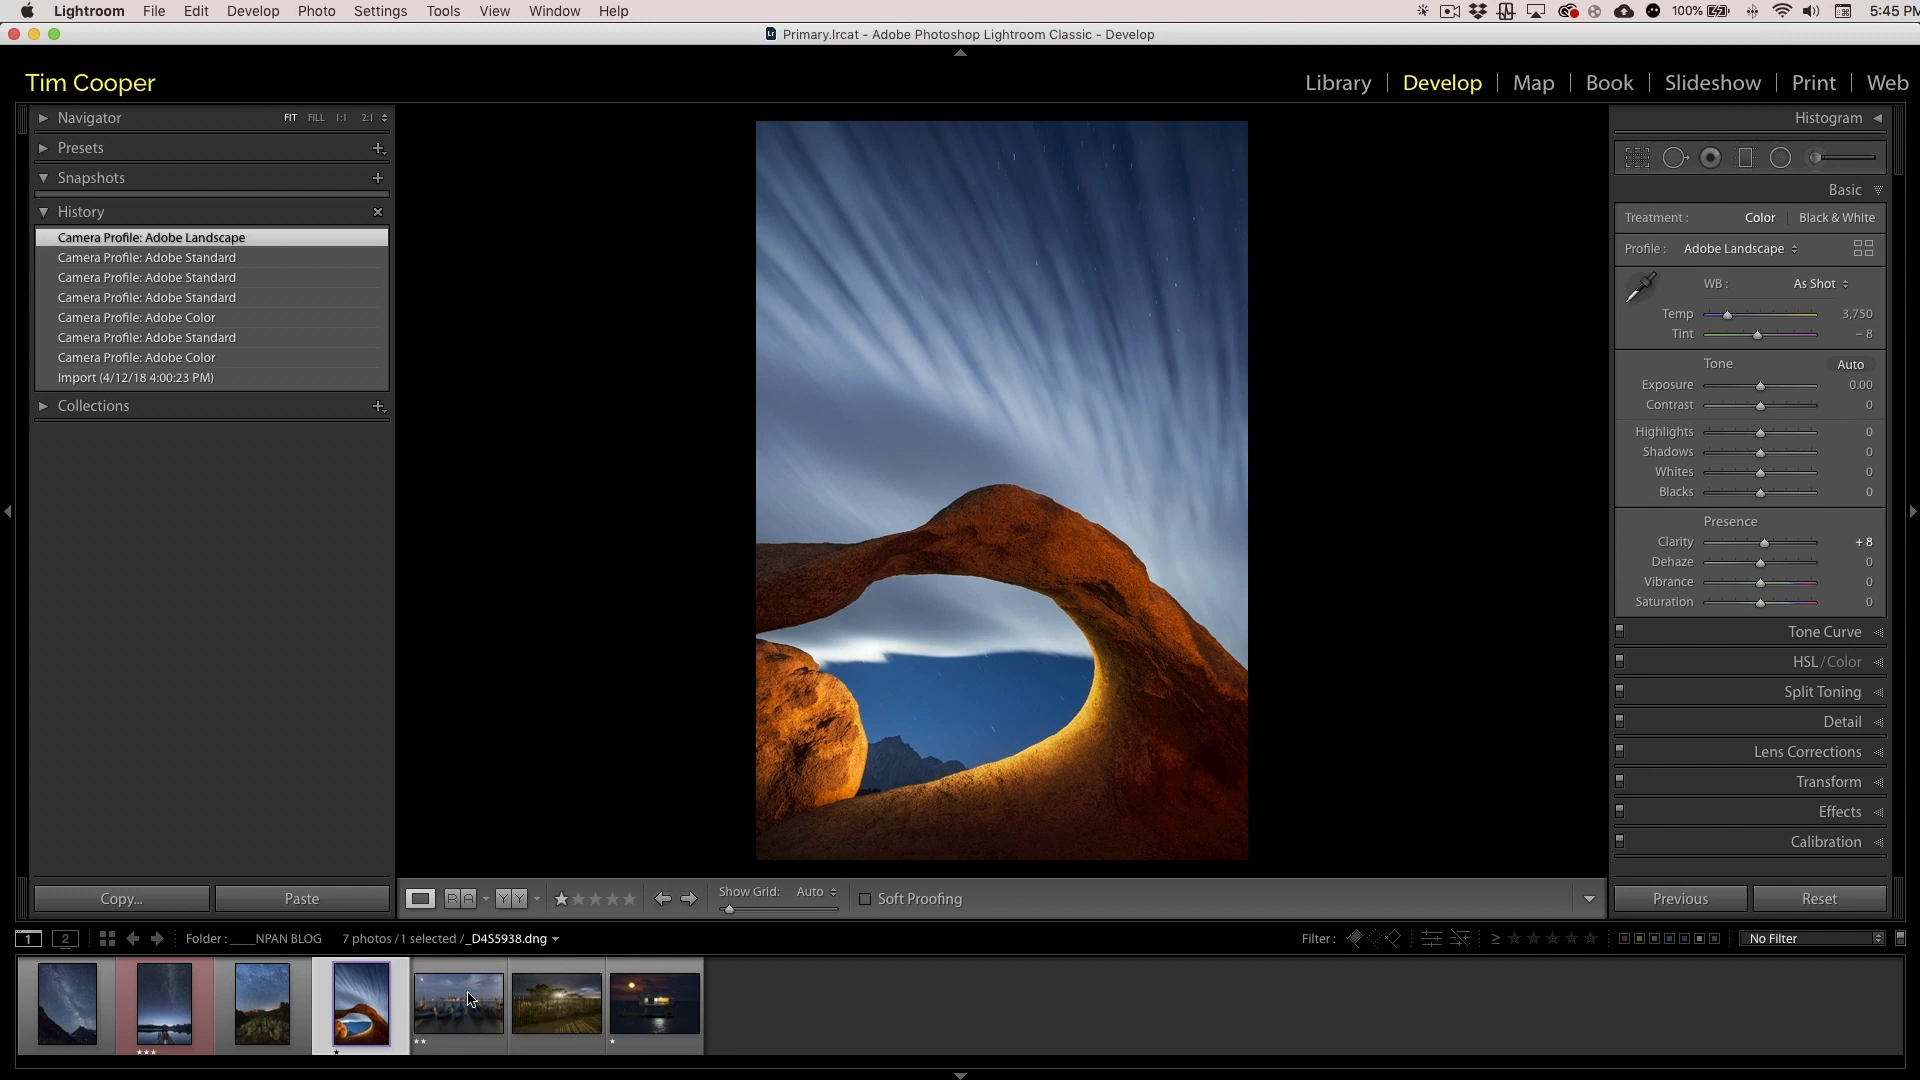 Lightroom File Edit Develop Photo Settings Tools View Window Help 100% 5:45 PM
Primary.lrcat - Adobe Photoshop Lightroom Classic - Develop
Tim Cooper
Library Develop Map Book Slideshow Print Web
Navigator FIT FILL 1:1 2:1
Presets
Snapshots
History
Camera Profile: Adobe Landscape
Camera Profile: Adobe Standard
Camera Profile: Adobe Standard
Camera Profile: Adobe Standard
Camera Profile: Adobe Color
Camera Profile: Adobe Standard
Camera Profile: Adobe Color
Import (4/12/18 4:00:23 PM)
Collections
Histogram
Basic
Treatment : Color Black & White
Profile : Adobe Landscape
WB : As Shot
Temp 3,750
Tint – 8
Tone Auto
Exposure 0.00
Contrast 0
Highlights 0
Shadows 0
Whites 0
Blacks 0
Presence
Clarity + 8
Dehaze 0
Vibrance 0
Saturation 0
Tone Curve
HSL / Color
Split Toning
Detail
Lens Corrections
Transform
Effects
Calibration
Copy... Paste
R A Y Y Show Grid: Auto Soft Proofing
Previous Reset
1 2 Folder : ____NPAN BLOG 7 photos / 1 selected / _D4S5938.dng
Filter : ≥ No Filter